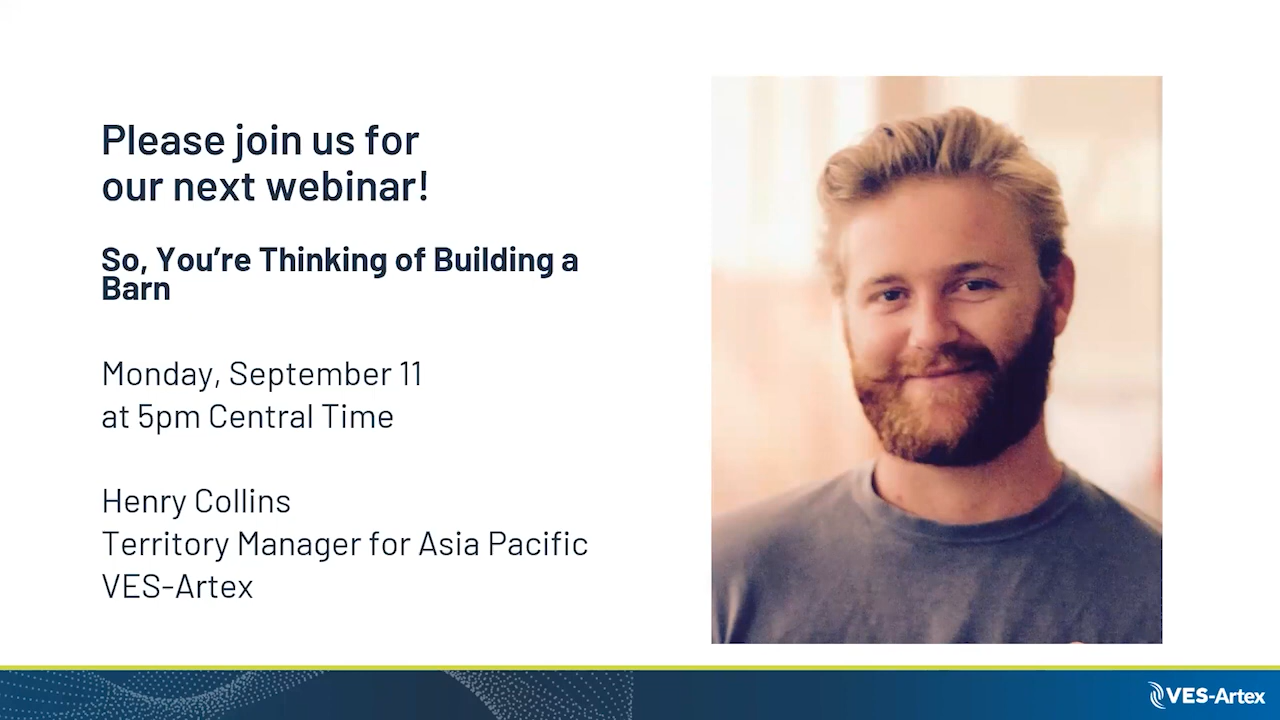 Please join us for
our next webinar!
So, You’re Thinking of Building a
Barn
Monday, September 11
at 5pm Central Time
Henry Collins
Territory Manager for Asia Pacific
VES-Artex
VES-Artex